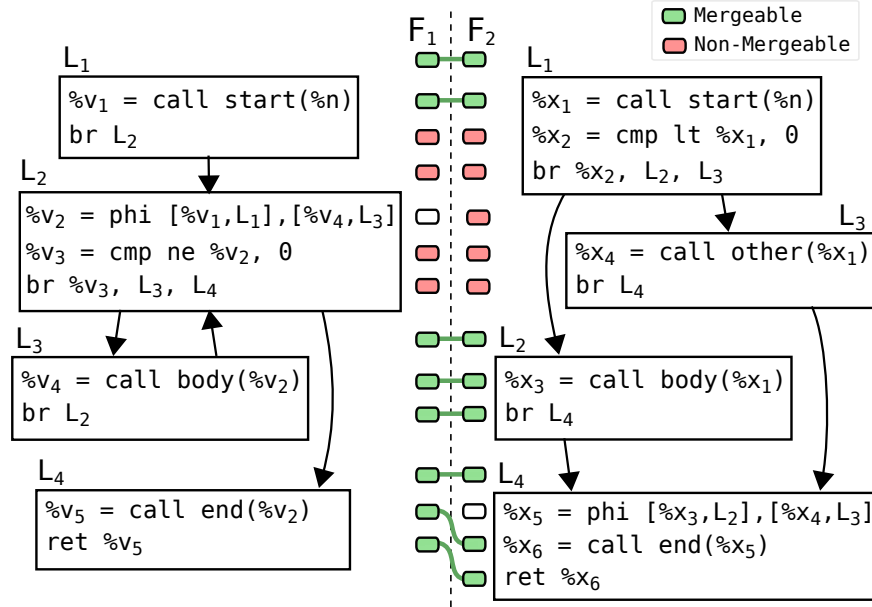 Mergeable
Non-Mergeable
F₁
F₂
L₁
%v₁ = call start(%n)
br L₂
L₂
%v₂ = phi [%v₁,L₁],[%v₄,L₃]
%v₃ = cmp ne %v₂, 0
br %v₃, L₃, L₄
L₃
%v₄ = call body(%v₂)
br L₂
L₄
%v₅ = call end(%v₂)
ret %v₅
L₁
%x₁ = call start(%n)
%x₂ = cmp lt %x₁, 0
br %x₂, L₂, L₃
L₃
%x₄ = call other(%x₁)
br L₄
L₂
%x₃ = call body(%x₁)
br L₄
L₄
%x₅ = phi [%x₃,L₂],[%x₄,L₃]
%x₆ = call end(%x₅)
ret %x₆